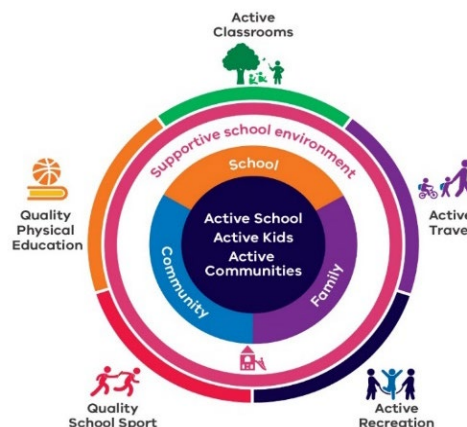 Active
Classrooms
Supportive school environment
School
Quality
Physical
Education
Active School
Active Kids
Active
Communities
Active
Travel
Community
Family
Quality
School Sport
Active
Recreation